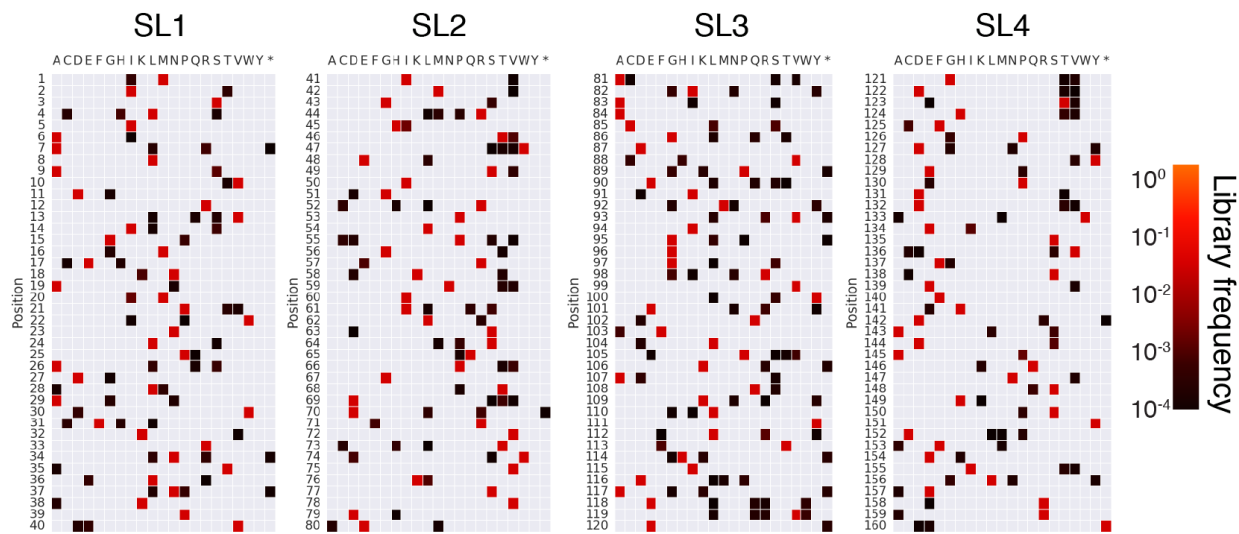 SL1 SL2 SL3 SL4
A C D E F G H I K L M N P Q R S T V W Y * A C D E F G H I K L M N P Q R S T V W Y * A C D E F G H I K L M N P Q R S T V W Y * A C D E F G H I K L M N P Q R S T V W Y *
1 41 81 121
2 42 82 122
3 43 83 123
4 44 84 124
5 45 85 125
6 46 86 126
7 47 87 127
8 48 88 128
9 49 89 129
10 50 90 130
11 51 91 131
12 52 92 132
13 53 93 133
14 54 94 134
15 55 95 135
16 56 96 136
17 57 97 137
18 58 98 138
19 59 99 139
20 60 100 140
21 61 101 141
22 62 102 142
23 63 103 143
24 64 104 144
25 65 105 145
26 66 106 146
27 67 107 147
28 68 108 148
29 69 109 149
30 70 110 150
31 71 111 151
32 72 112 152
33 73 113 153
34 74 114 154
35 75 115 155
36 76 116 156
37 77 117 157
38 78 118 158
39 79 119 159
40 80 120 160
Position Position Position Position
10^0
10^-1
10^-2
10^-3
10^-4
Library frequency